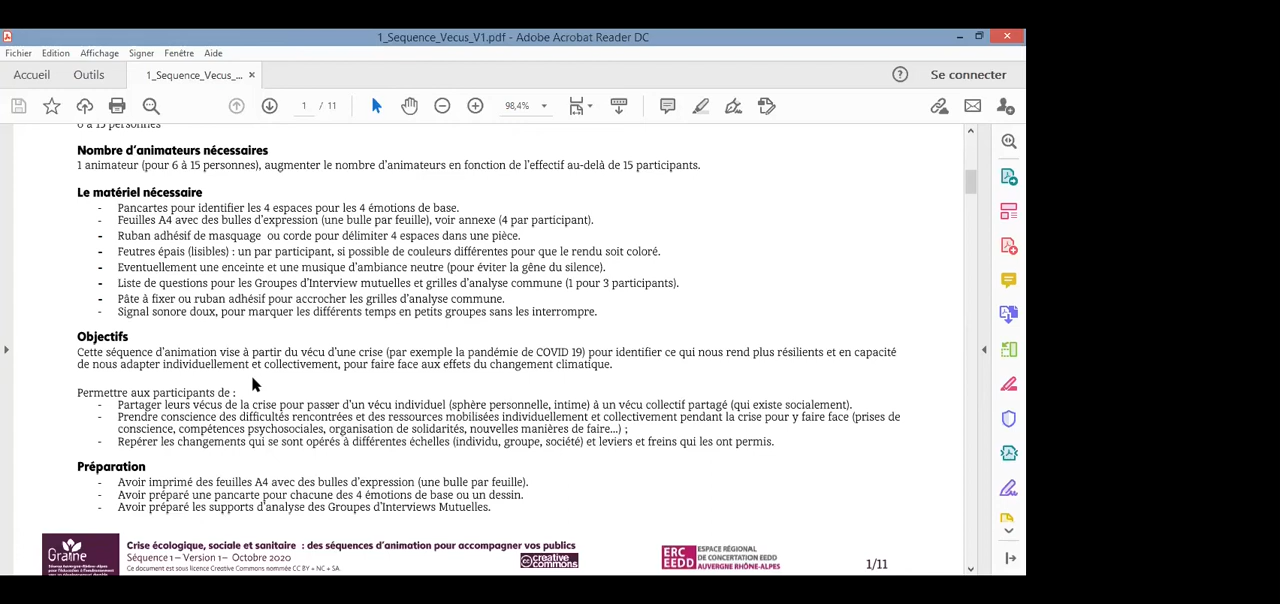 1_Sequence_Vecus_V1.pdf - Adobe Acrobat Reader DC
Fichier Edition Affichage Signer Fenêtre Aide
Accueil Outils 1_Sequence_Vecus_... × Se connecter
1 / 11 98,4%
6 à 15 personnes
Nombre d'animateurs nécessaires
1 animateur (pour 6 à 15 personnes), augmenter le nombre d'animateurs en fonction de l'effectif au-delà de 15 participants.
Le matériel nécessaire
- Pancartes pour identifier les 4 espaces pour les 4 émotions de base.
- Feuilles A4 avec des bulles d'expression (une bulle par feuille), voir annexe (4 par participant).
- Ruban adhésif de masquage ou corde pour délimiter 4 espaces dans une pièce.
- Feutres épais (lisibles) : un par participant, si possible de couleurs différentes pour que le rendu soit coloré.
- Eventuellement une enceinte et une musique d'ambiance neutre (pour éviter la gêne du silence).
- Liste de questions pour les Groupes d'Interview mutuelles et grilles d'analyse commune (1 pour 3 participants).
- Pâte à fixer ou ruban adhésif pour accrocher les grilles d'analyse commune.
- Signal sonore doux, pour marquer les différents temps en petits groupes sans les interrompre.
Objectifs
Cette séquence d'animation vise à partir du vécu d'une crise (par exemple la pandémie de COVID 19) pour identifier ce qui nous rend plus résilients et en capacité
de nous adapter individuellement et collectivement, pour faire face aux effets du changement climatique.
Permettre aux participants de :
- Partager leurs vécus de la crise pour passer d'un vécu individuel (sphère personnelle, intime) à un vécu collectif partagé (qui existe socialement).
- Prendre conscience des difficultés rencontrées et des ressources mobilisées individuellement et collectivement pendant la crise pour y faire face (prises de
conscience, compétences psychosociales, organisation de solidarités, nouvelles manières de faire...) ;
- Repérer les changements qui se sont opérés à différentes échelles (individu, groupe, société) et leviers et freins qui les ont permis.
Préparation
- Avoir imprimé des feuilles A4 avec des bulles d'expression (une bulle par feuille).
- Avoir préparé une pancarte pour chacune des 4 émotions de base ou un dessin.
- Avoir préparé les supports d'analyse des Groupes d'Interviews Mutuelles.
Graine
Crise écologique, sociale et sanitaire : des séquences d'animation pour accompagner vos publics
Séquence 1 – Version 1 – Octobre 2020
Ce document est sous licence Creative Commons nommée CC BY + NC + SA.
creative commons
ERC EEDD
ESPACE RÉGIONAL
DE CONCERTATION EEDD
AUVERGNE RHÔNE-ALPES
1/11